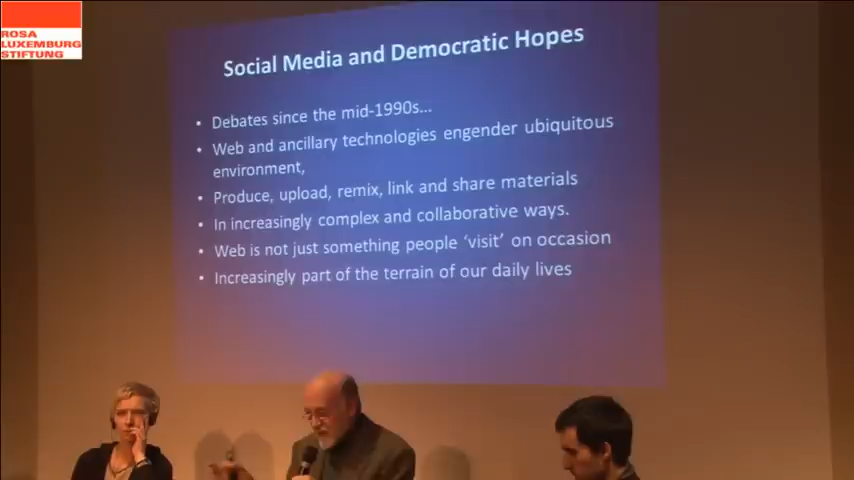 ROSA
LUXEMBURG
STIFTUNG
Social Media and Democratic Hopes
• Debates since the mid-1990s...
• Web and ancillary technologies engender ubiquitous
environment,
• Produce, upload, remix, link and share materials
• In increasingly complex and collaborative ways.
• Web is not just something people ‘visit’ on occasion
• Increasingly part of the terrain of our daily lives